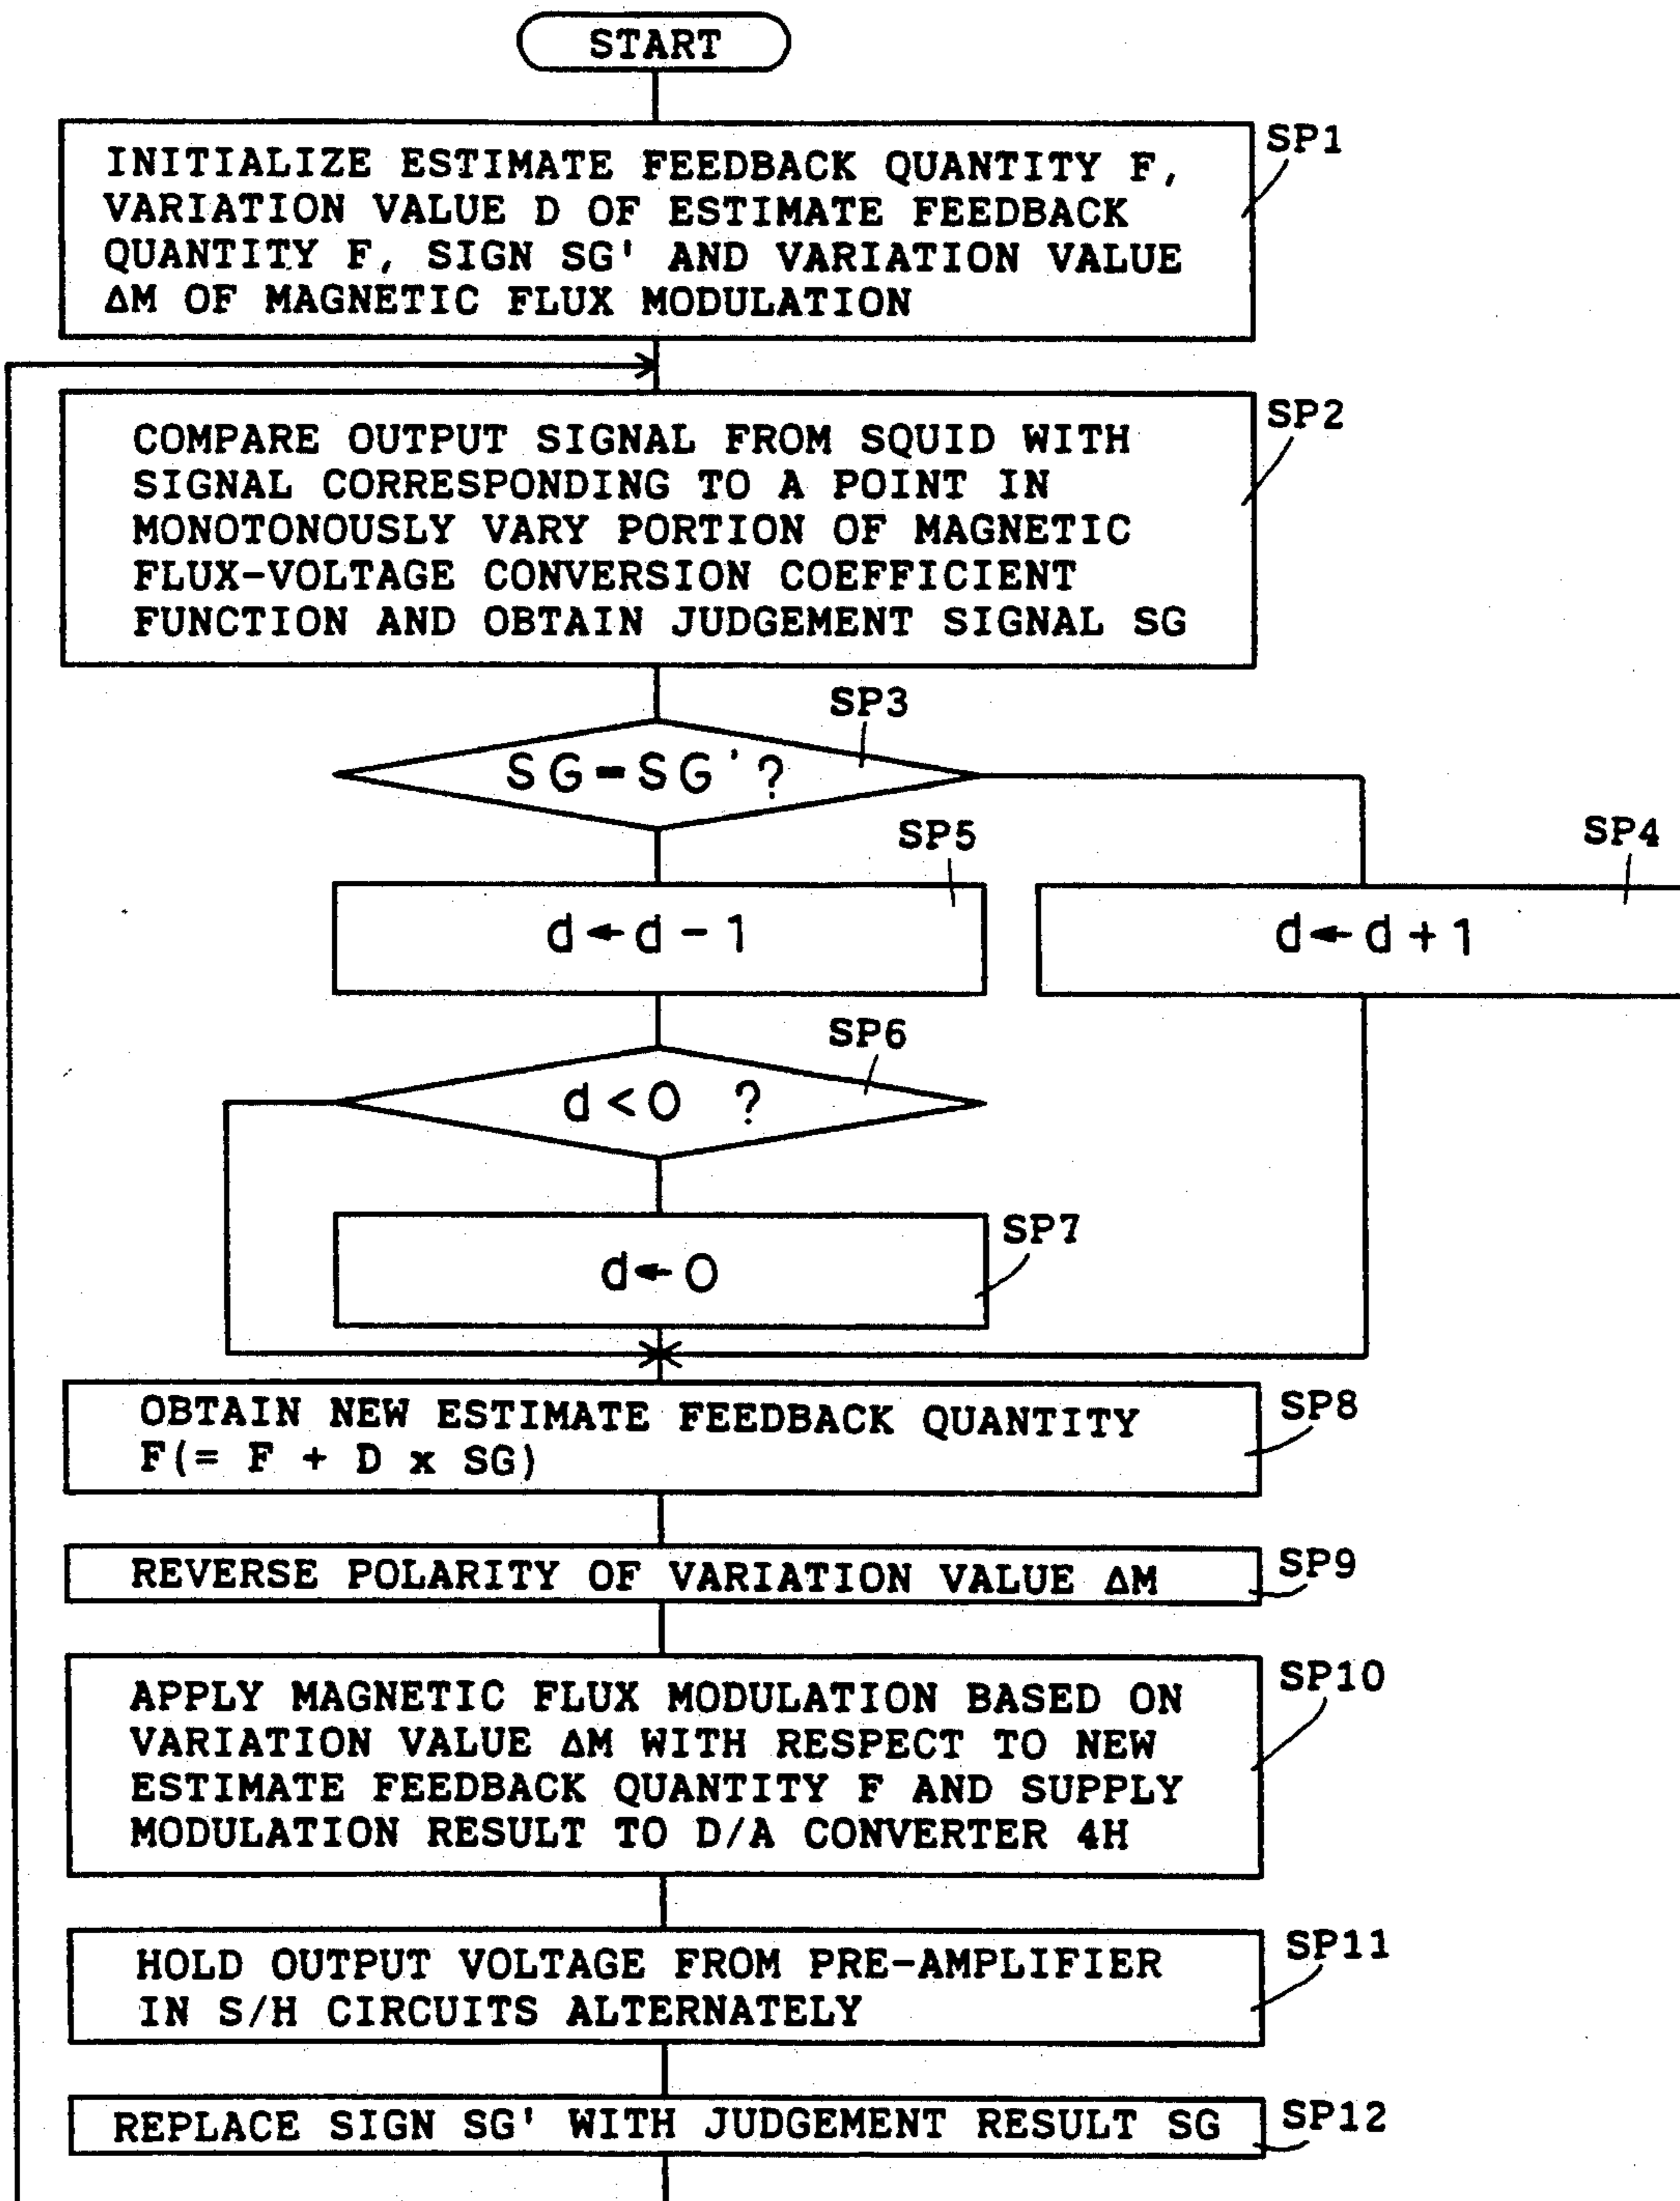 START
SP1
INITIALIZE ESTIMATE FEEDBACK QUANTITY F,
VARIATION VALUE D OF ESTIMATE FEEDBACK
QUANTITY F, SIGN SG' AND VARIATION VALUE
ΔM OF MAGNETIC FLUX MODULATION
SP2
COMPARE OUTPUT SIGNAL FROM SQUID WITH
SIGNAL CORRESPONDING TO A POINT IN
MONOTONOUSLY VARY PORTION OF MAGNETIC
FLUX-VOLTAGE CONVERSION COEFFICIENT
FUNCTION AND OBTAIN JUDGEMENT SIGNAL SG
SP3
SG=SG'?
SP5
d←d-1
SP4
d←d+1
SP6
d<0 ?
SP7
d←0
SP8
OBTAIN NEW ESTIMATE FEEDBACK QUANTITY
F(= F + D x SG)
SP9
REVERSE POLARITY OF VARIATION VALUE ΔM
SP10
APPLY MAGNETIC FLUX MODULATION BASED ON
VARIATION VALUE ΔM WITH RESPECT TO NEW
ESTIMATE FEEDBACK QUANTITY F AND SUPPLY
MODULATION RESULT TO D/A CONVERTER 4H
SP11
HOLD OUTPUT VOLTAGE FROM PRE-AMPLIFIER
IN S/H CIRCUITS ALTERNATELY
SP12
REPLACE SIGN SG' WITH JUDGEMENT RESULT SG